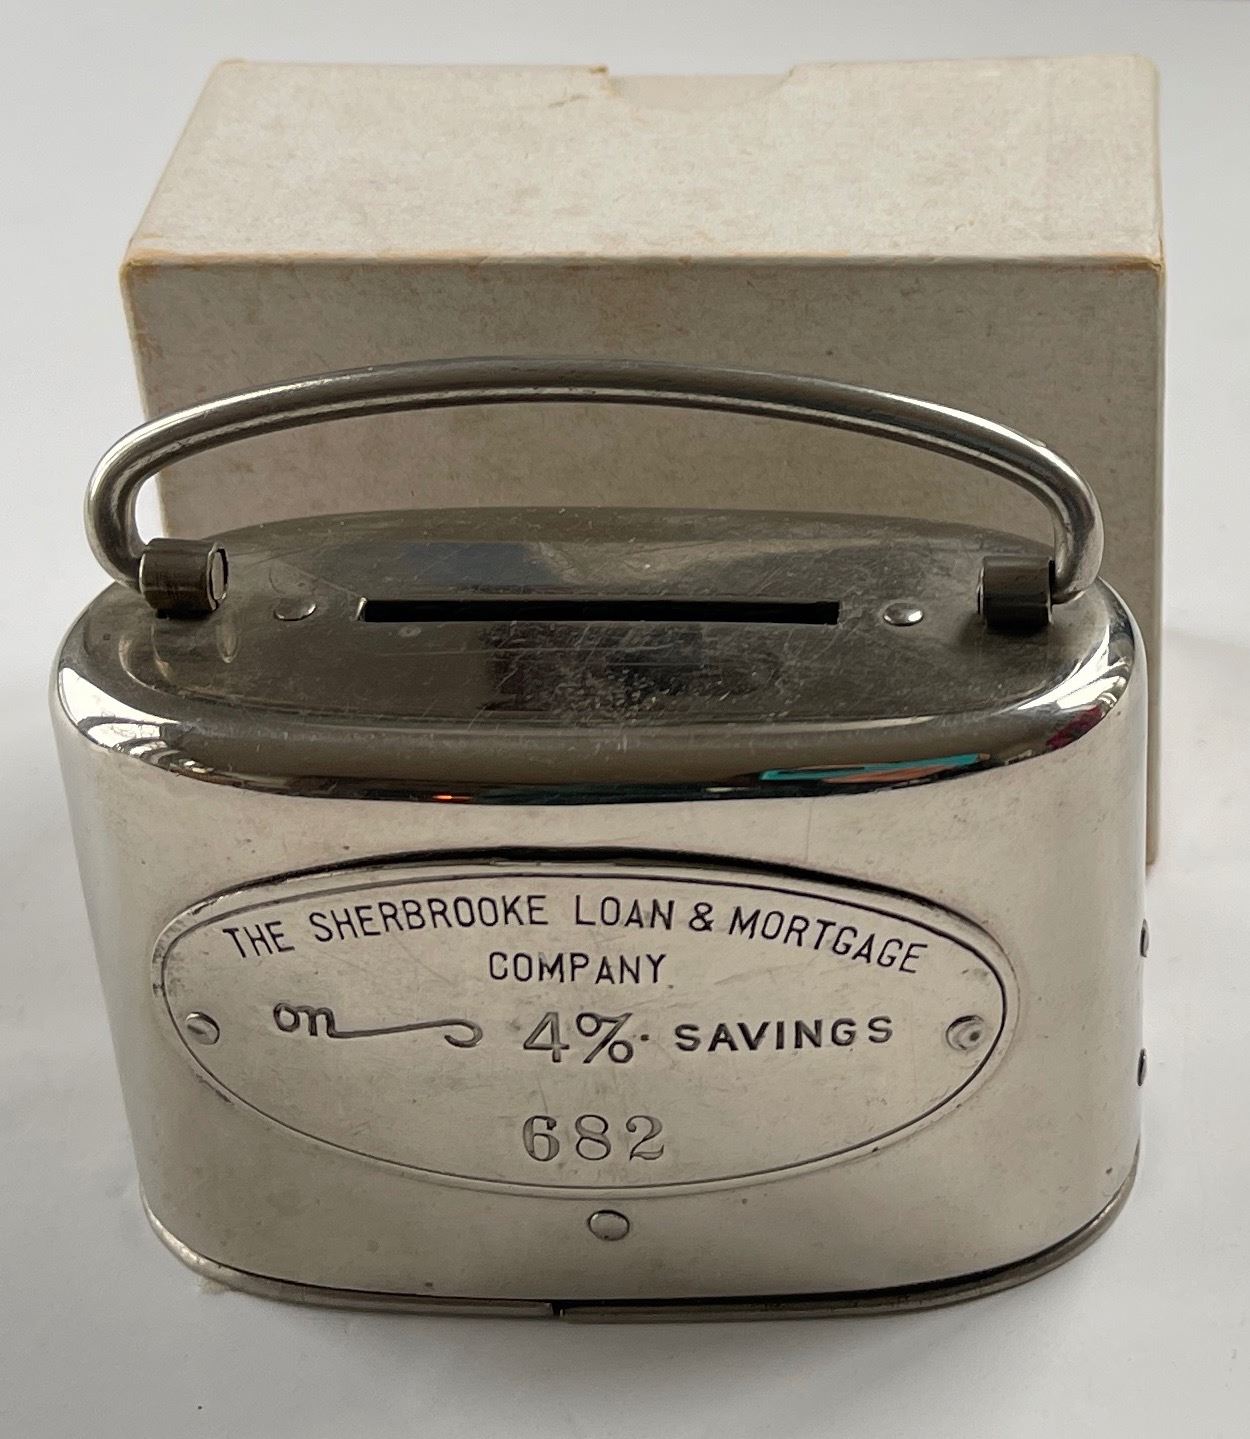 THE SHERBROOKE LOAN & MORTGAGE
COMPANY.
on 4%. SAVINGS
682